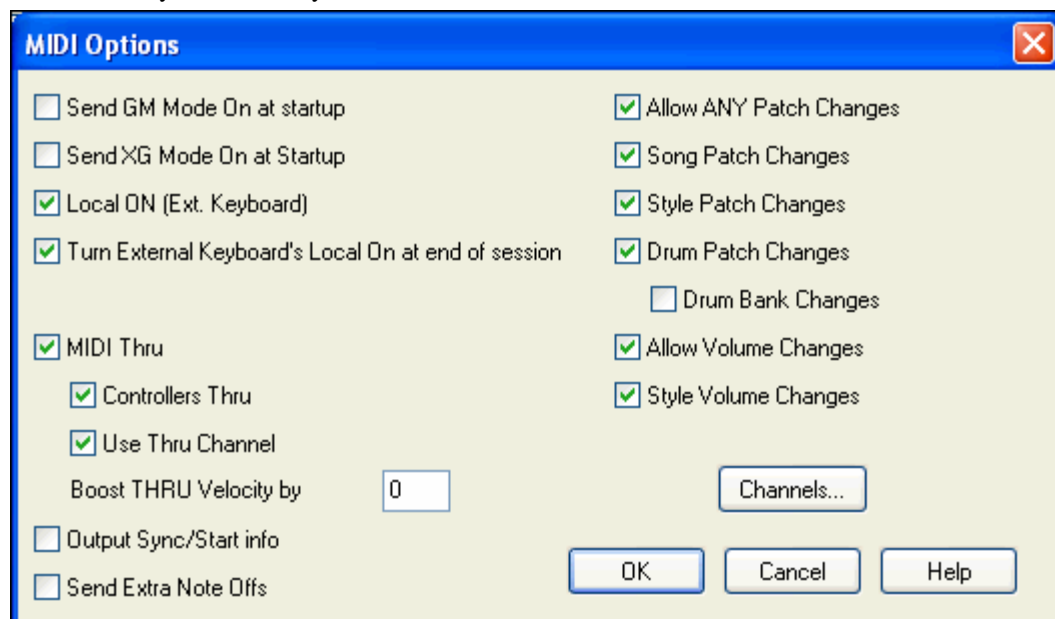 MIDI Options
Send GM Mode On at startup
Send XG Mode On at Startup
Local ON (Ext. Keyboard)
Turn External Keyboard's Local On at end of session
MIDI Thru
Controllers Thru
Use Thru Channel
Boost THRU Velocity by 0
Output Sync/Start info
Send Extra Note Offs
Allow ANY Patch Changes
Song Patch Changes
Style Patch Changes
Drum Patch Changes
Drum Bank Changes
Allow Volume Changes
Style Volume Changes
Channels...
OK Cancel Help